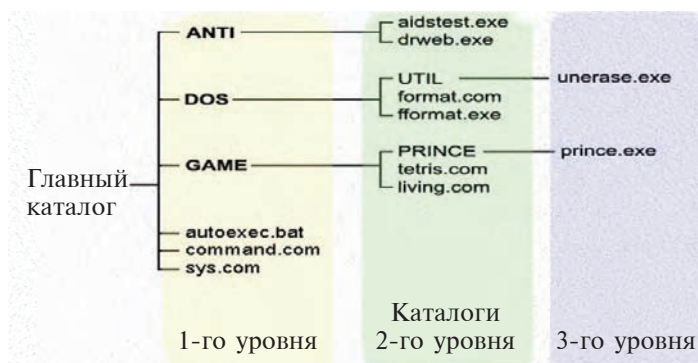 ANTI
aidstest.exe
drweb.exe
DOS
UTIL
unerase.exe
format.com
fformat.exe
GAME
PRINCE
prince.exe
tetris.com
living.com
Главный
каталог
autoexec.bat
command.com
sys.com
Каталоги
1-го уровня
2-го уровня
3-го уровня